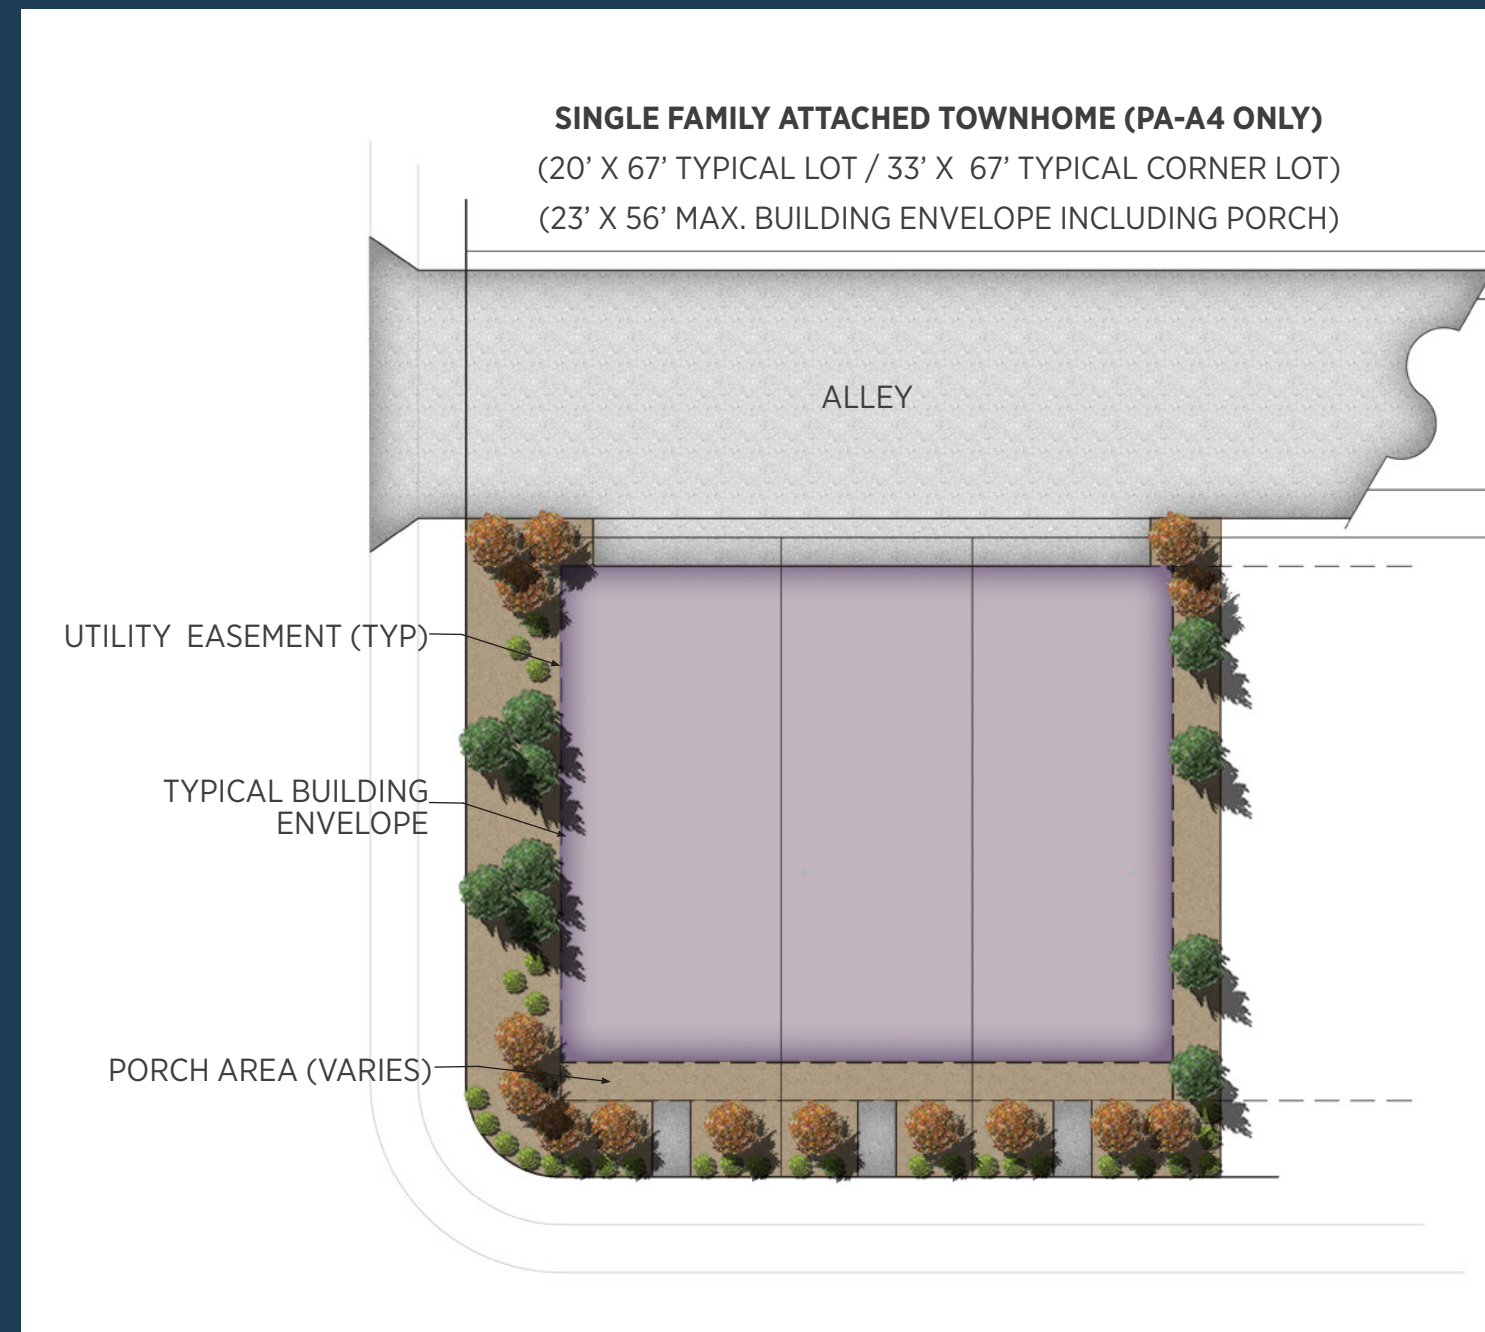 SINGLE FAMILY ATTACHED TOWNHOME (PA-A4 ONLY)
(20’ X 67’ TYPICAL LOT / 33’ X 67’ TYPICAL CORNER LOT)
(23’ X 56’ MAX. BUILDING ENVELOPE INCLUDING PORCH)
ALLEY
UTILITY EASEMENT (TYP)
TYPICAL BUILDING
ENVELOPE
PORCH AREA (VARIES)